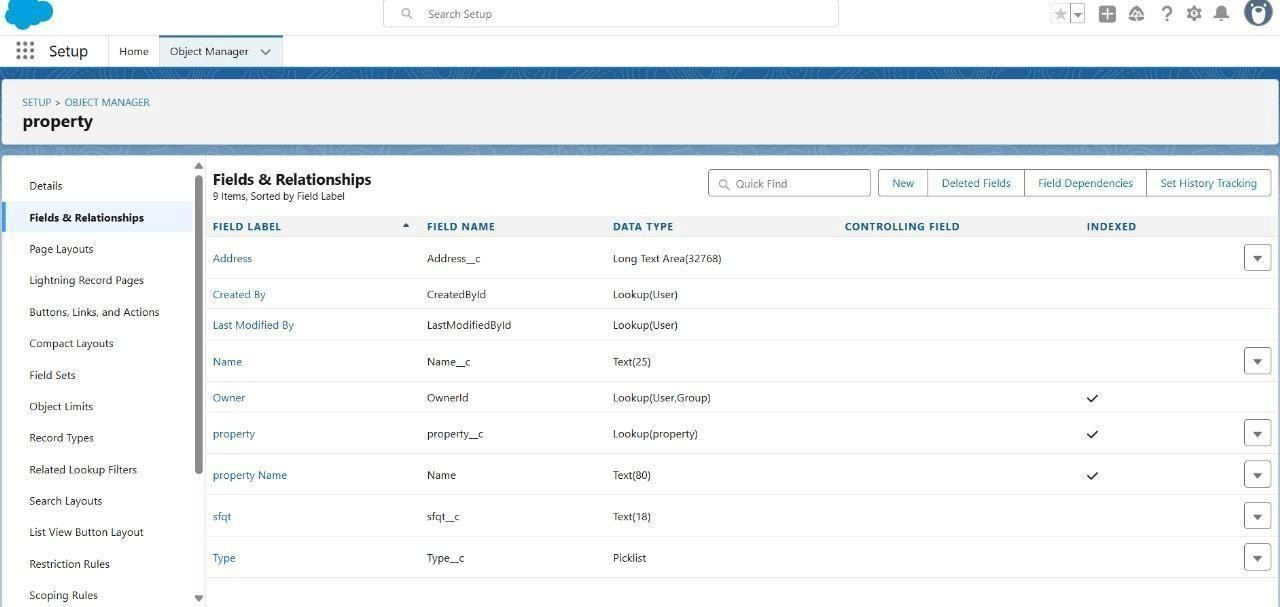 Search Setup
Setup
Home
Object Manager
SETUP > OBJECT MANAGER
property
Details
Fields & Relationships
Page Layouts
Lightning Record Pages
Buttons, Links, and Actions
Compact Layouts
Field Sets
Object Limits
Record Types
Related Lookup Filters
Search Layouts
List View Button Layout
Restriction Rules
Scoping Rules
Fields & Relationships
9 Items, Sorted by Field Label
Quick Find
New
Deleted Fields
Field Dependencies
Set History Tracking
FIELD LABEL FIELD NAME DATA TYPE CONTROLLING FIELD INDEXED
Address Address__c Long Text Area(32768)
Created By CreatedById Lookup(User)
Last Modified By LastModifiedById Lookup(User)
Name Name__c Text(25)
Owner OwnerId Lookup(User,Group)
property property__c Lookup(property)
property Name Name Text(80)
sfqt sfqt__c Text(18)
Type Type__c Picklist